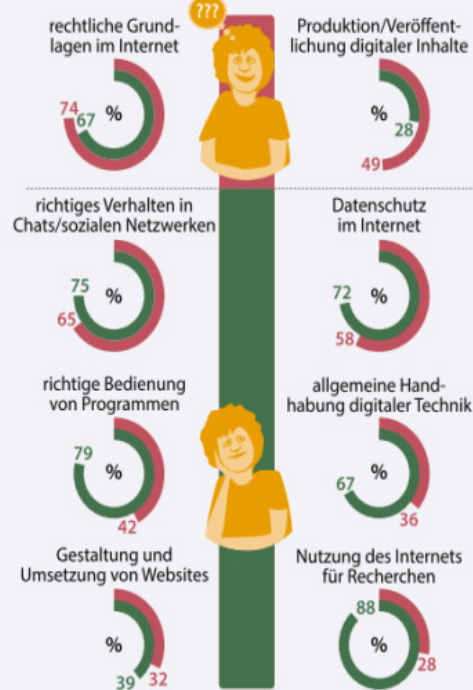 ???
rechtliche Grund-
lagen im Internet
74
67
%
Produktion/Veröffent-
lichung digitaler Inhalte
%
28
49
richtiges Verhalten in
Chats/sozialen Netzwerken
75
%
65
Datenschutz
im Internet
72
%
58
richtige Bedienung
von Programmen
79
%
42
allgemeine Hand-
habung digitaler Technik
%
67
36
Gestaltung und
Umsetzung von Websites
%
39
32
Nutzung des Internets
für Recherchen
88
%
28